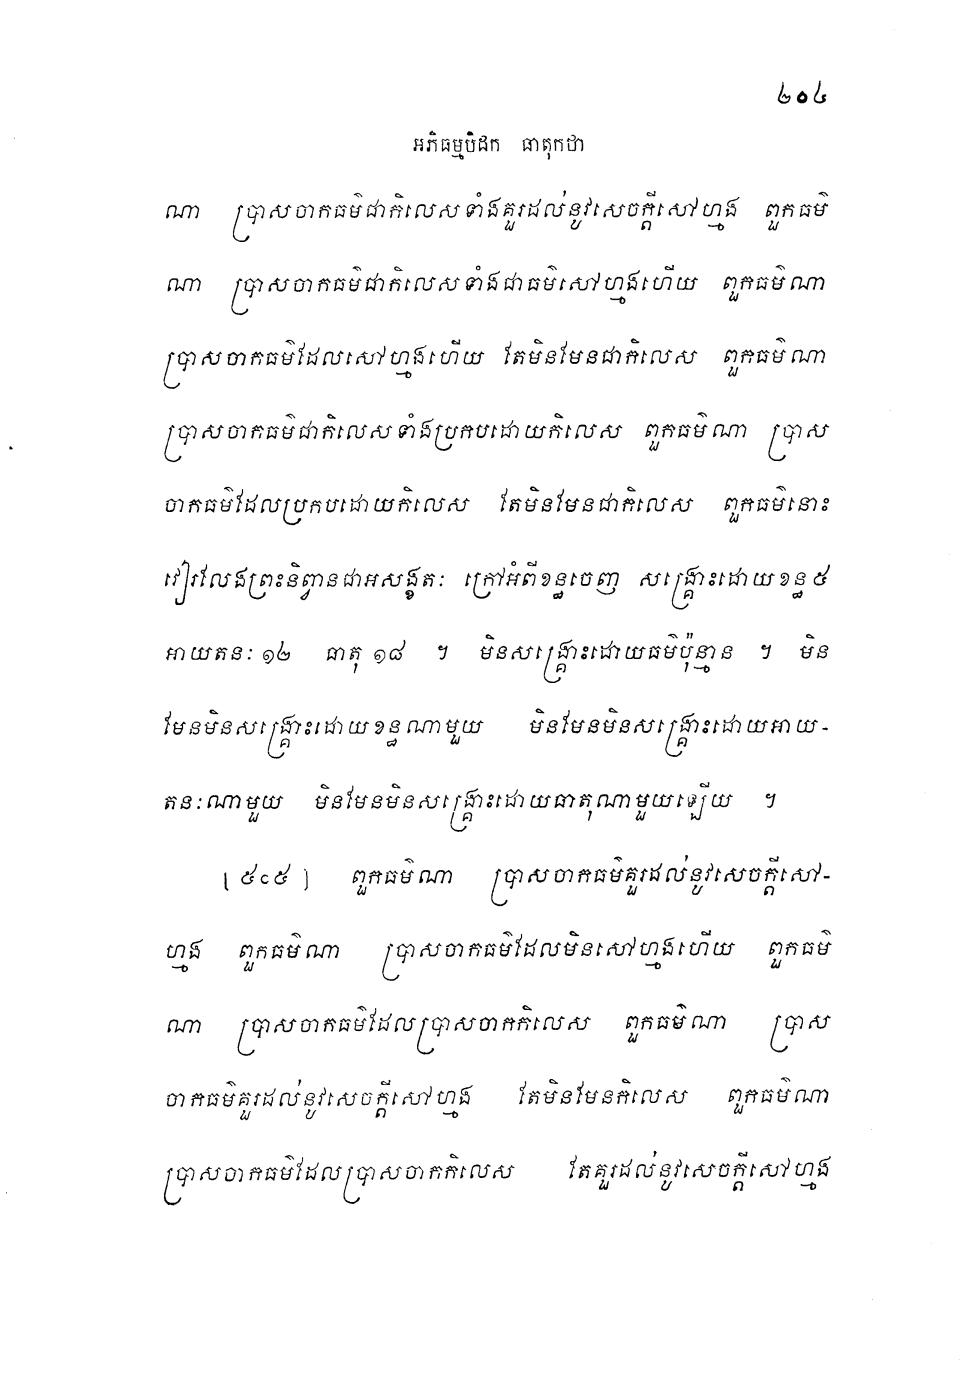 ២០៤
អភិធម្មបិដក ធាតុកថា
ណា ប្រាសចាកធម៌ជាកិលេសទាំងគួរដល់នូវសេចក្តីសៅហ្មង ពួកធម៌
ណា ប្រាសចាកធម៌ជាកិលេសទាំងជាធម៌សៅហ្មងហើយ ពួកធម៌ណា
ប្រាសចាកធម៌ដែលសៅហ្មងហើយ តែមិនមែនជាកិលេស ពួកធម៌ណា
ប្រាសចាកធម៌ជាកិលេសទាំងប្រកបដោយកិលេស ពួកធម៌ណា ប្រាស
ចាកធម៌ដែលប្រកបដោយកិលេស តែមិនមែនជាកិលេស ពួកធម៌នោះ
វៀរលែងព្រះនិព្វានជាអសង្ខតៈ ក្រៅអំពីខន្ធចេញ សង្គ្រោះដោយខន្ធ៥
អាយតនៈ១២ ធាតុ១៨ ។ មិនសង្គ្រោះដោយធម៌ប៉ុន្មាន ។ មិន
មែនមិនសង្គ្រោះដោយខន្ធណាមួយ មិនមែនមិនសង្គ្រោះដោយអាយ-
តនៈណាមួយ មិនមែនមិនសង្គ្រោះដោយធាតុណាមួយឡើយ ។
[៥៤៥] ពួកធម៌ណា ប្រាសចាកធម៌គួរដល់នូវសេចក្តីសៅ-
ហ្មង ពួកធម៌ណា ប្រាសចាកធម៌ដែលមិនសៅហ្មងហើយ ពួកធម៌
ណា ប្រាសចាកធម៌ដែលប្រាសចាកកិលេស ពួកធម៌ណា ប្រាស
ចាកធម៌គួរដល់នូវសេចក្តីសៅហ្មង តែមិនមែនកិលេស ពួកធម៌ណា
ប្រាសចាកធម៌ដែលប្រាសចាកកិលេស តែគួរដល់នូវសេចក្តីសៅហ្មង